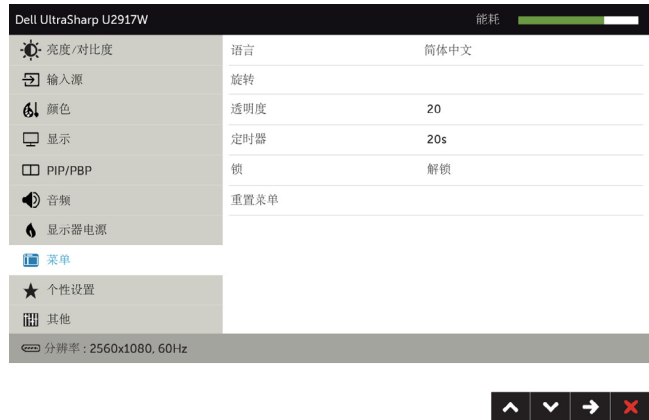 Dell UltraSharp U2917W 能耗
亮度/对比度 语言 简体中文
输入源 旋转
颜色 透明度 20
显示 定时器 20s
PIP/PBP 锁 解锁
音频 重置菜单
显示器电源
菜单
个性设置
其他
分辨率 : 2560x1080, 60Hz